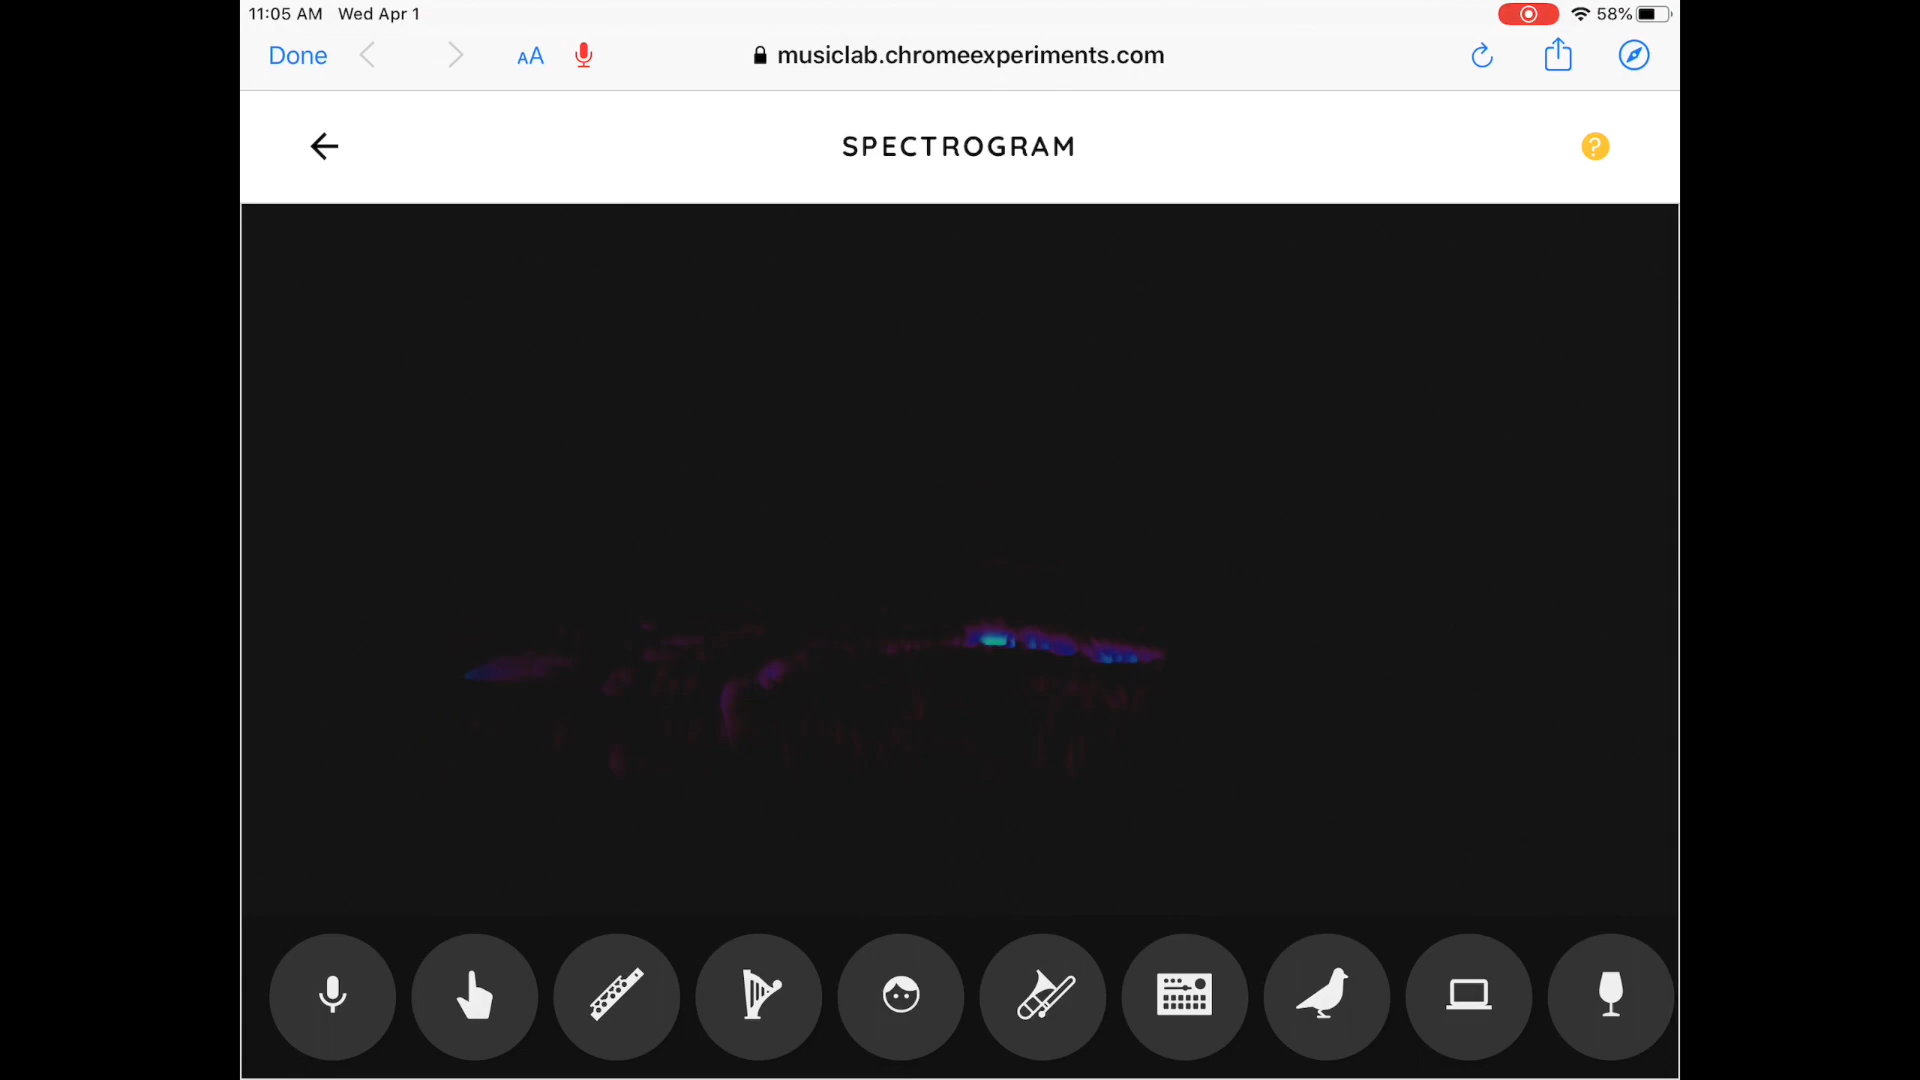 11:05 AM Wed Apr 1
58%
Done
AA
musiclab.chromeexperiments.com
SPECTROGRAM
?